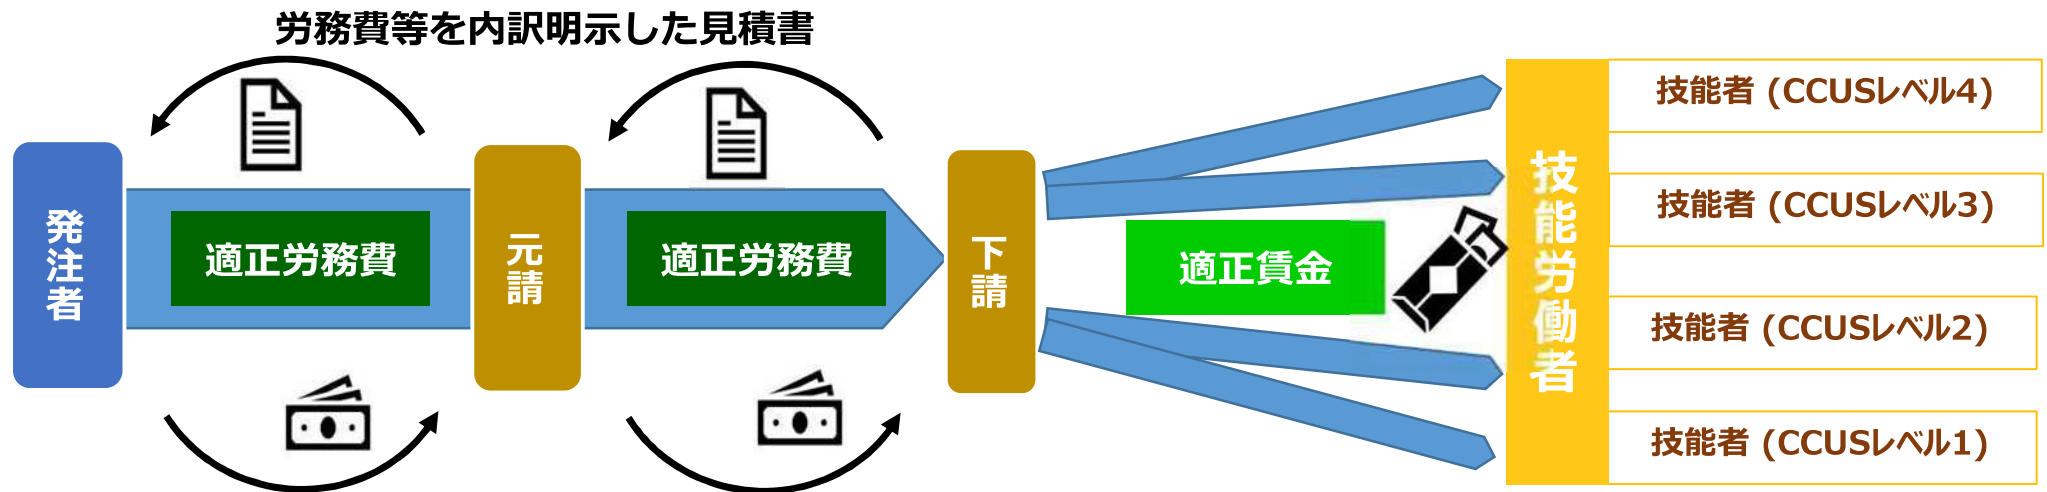 労務費等を内訳明示した見積書
発注者
適正労務費
元請
適正労務費
下請
適正賃金
技能労働者
技能者 (CCUSレベル4)
技能者 (CCUSレベル3)
技能者 (CCUSレベル2)
技能者 (CCUSレベル1)